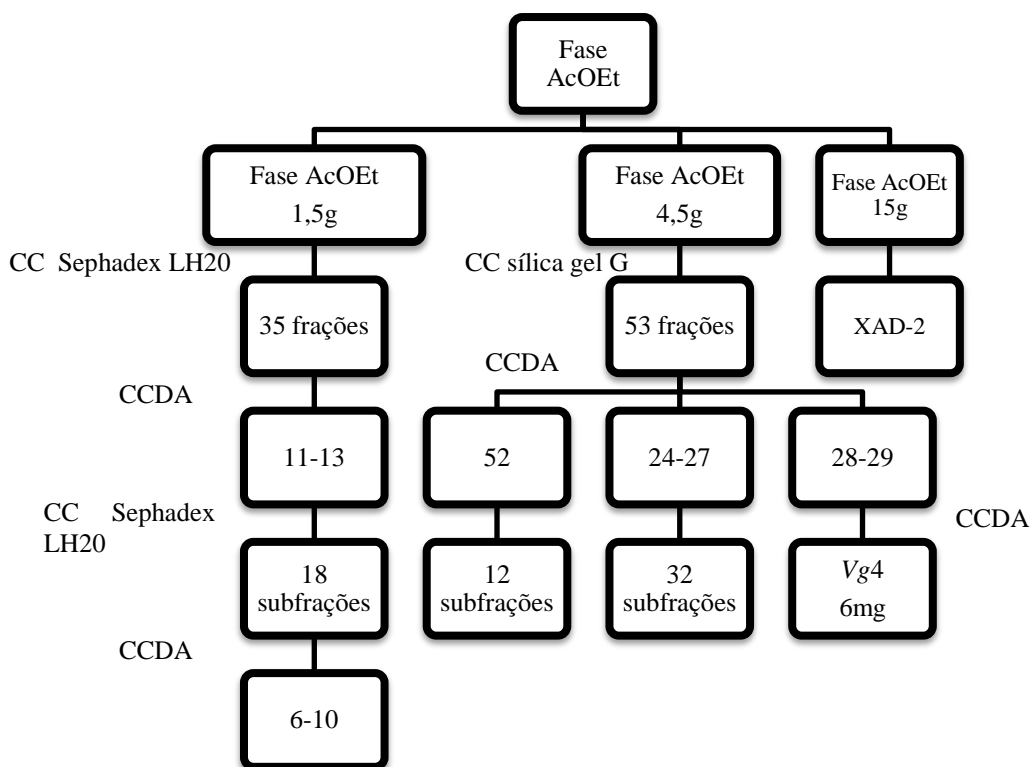 Fase
AcOEt
Fase AcOEt
1,5g
Fase AcOEt
4,5g
Fase AcOEt
15g
CC Sephadex LH20
CC sílica gel G
35 frações
53 frações
XAD-2
CCDA
CCDA
11-13
52
24-27
28-29
CC Sephadex
LH20
CCDA
18
subfrações
12
subfrações
32
subfrações
Vg4
6mg
CCDA
6-10